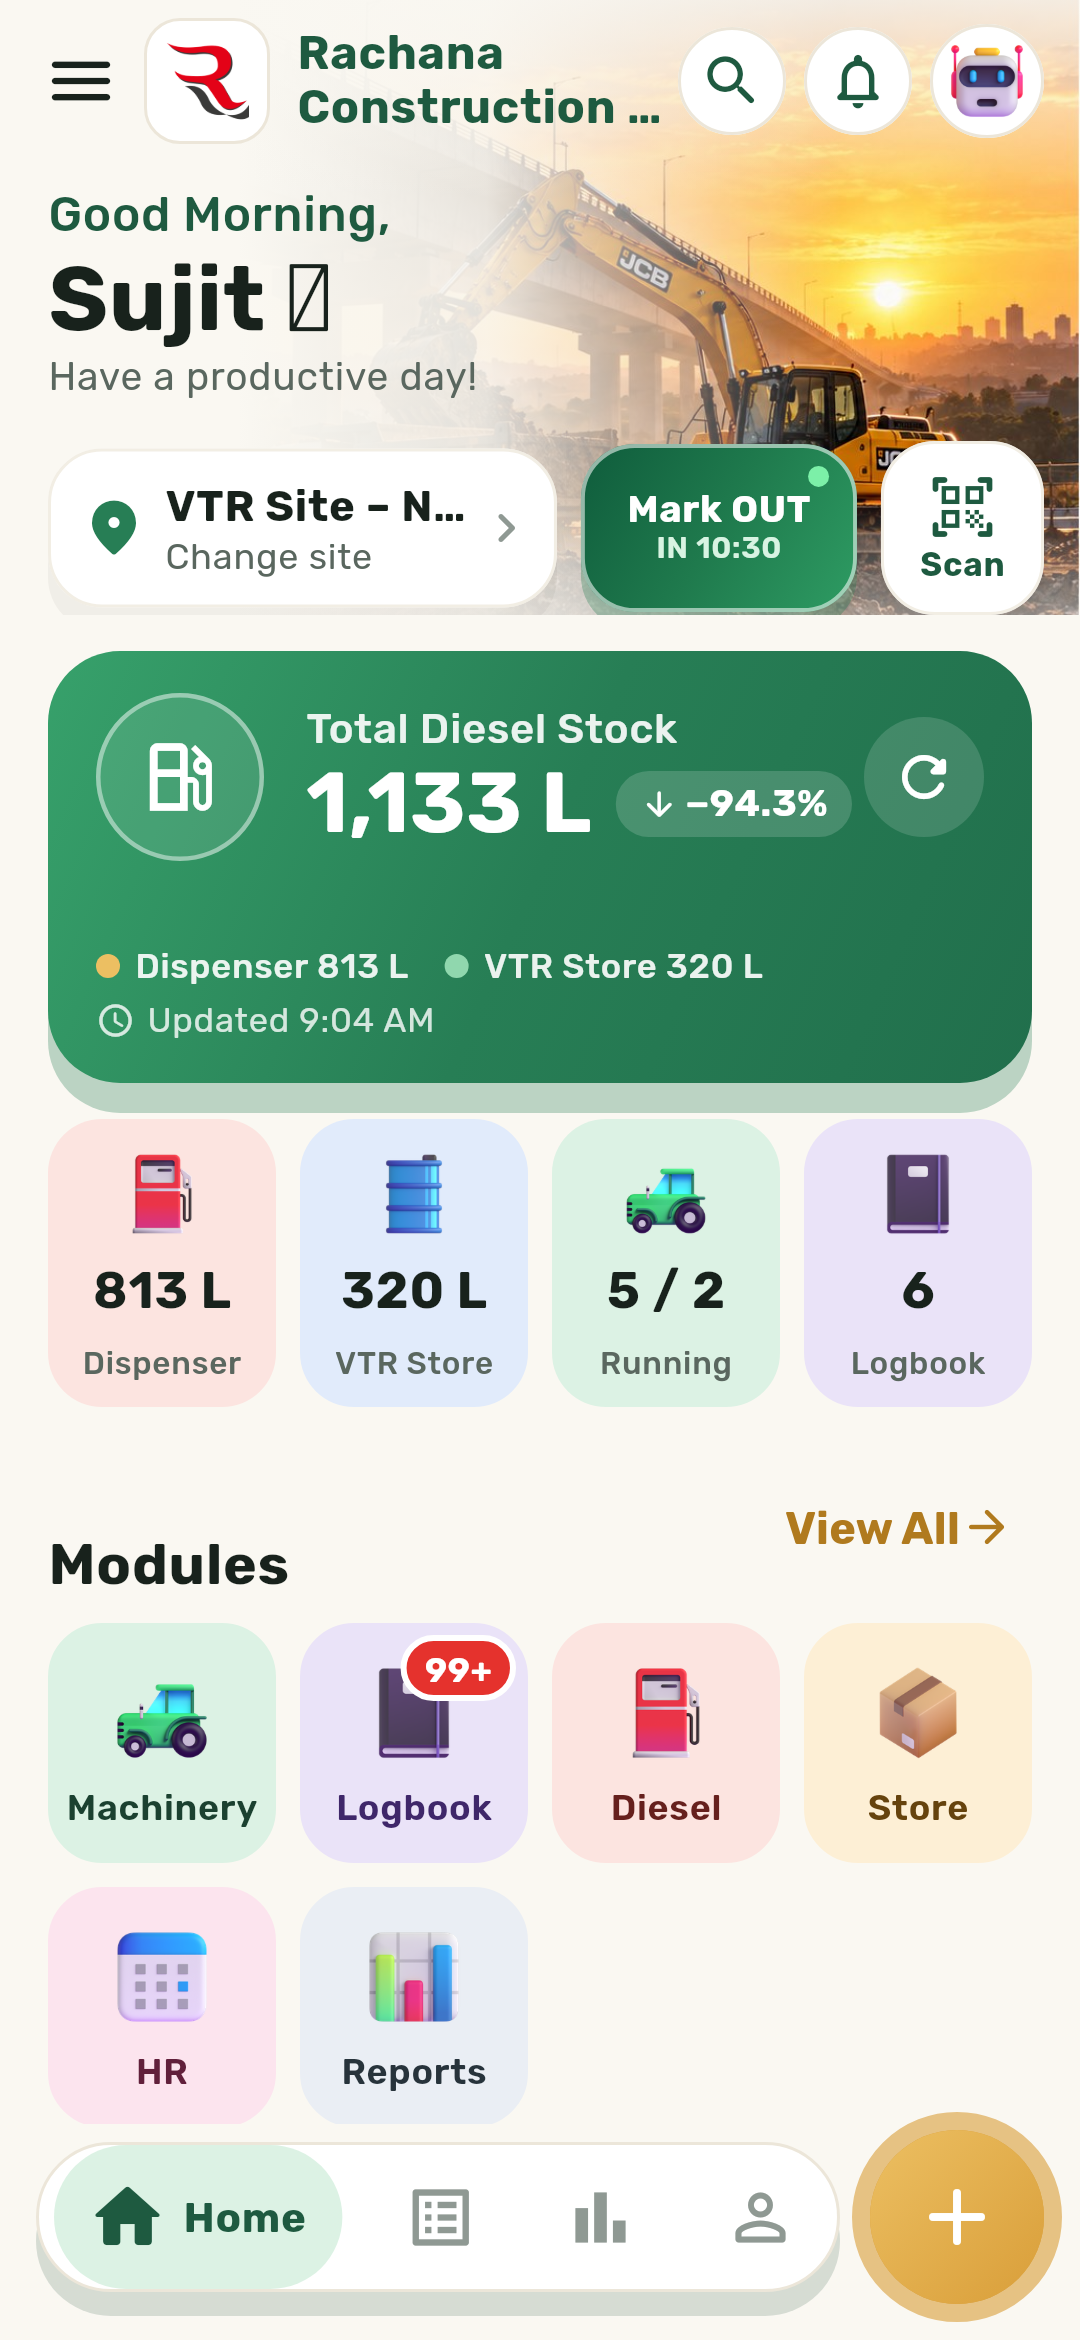 Rachana
Construction ...
Good Morning,
Sujit
Have a productive day!
JCB
VTR Site – N...
Change site
Mark OUT
IN 10:30
Scan
Total Diesel Stock
1,133 L
–94.3%
Dispenser 813 L
VTR Store 320 L
Updated 9:04 AM
813 L
Dispenser
320 L
VTR Store
5 / 2
Running
6
Logbook
View All
Modules
Machinery
99+
Logbook
Diesel
Store
HR
Reports
Home